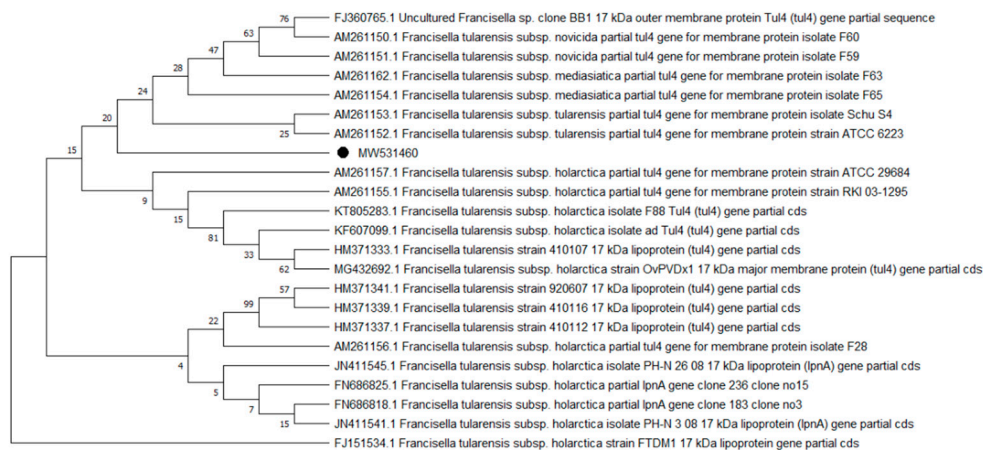 76
FJ360765.1 Uncultured Francisella sp. clone BB1 17 kDa outer membrane protein Tul4 (tul4) gene partial sequence
63
AM261150.1 Francisella tularensis subsp. novicida partial tul4 gene for membrane protein isolate F60
47
AM261151.1 Francisella tularensis subsp. novicida partial tul4 gene for membrane protein isolate F59
28
AM261162.1 Francisella tularensis subsp. mediasiatica partial tul4 gene for membrane protein isolate F63
24
AM261154.1 Francisella tularensis subsp. mediasiatica partial tul4 gene for membrane protein isolate F65
20
AM261153.1 Francisella tularensis subsp. tularensis partial tul4 gene for membrane protein isolate Schu S4
25
AM261152.1 Francisella tularensis subsp. tularensis partial tul4 gene for membrane protein strain ATCC 6223
15
MW531460
AM261157.1 Francisella tularensis subsp. holarctica partial tul4 gene for membrane protein strain ATCC 29684
9
AM261155.1 Francisella tularensis subsp. holarctica partial tul4 gene for membrane protein strain RKI 03-1295
15
KT805283.1 Francisella tularensis subsp. holarctica isolate F88 Tul4 (tul4) gene partial cds
81
KF607099.1 Francisella tularensis subsp. holarctica isolate ad Tul4 (tul4) gene partial cds
33
HM371333.1 Francisella tularensis strain 410107 17 kDa lipoprotein (tul4) gene partial cds
62
MG432692.1 Francisella tularensis subsp. holarctica strain OvPVDx1 17 kDa major membrane protein (tul4) gene partial cds
57
HM371341.1 Francisella tularensis strain 920607 17 kDa lipoprotein (tul4) gene partial cds
99
HM371339.1 Francisella tularensis strain 410116 17 kDa lipoprotein (tul4) gene partial cds
22
HM371337.1 Francisella tularensis strain 410112 17 kDa lipoprotein (tul4) gene partial cds
AM261156.1 Francisella tularensis subsp. holarctica partial tul4 gene for membrane protein isolate F28
4
JN411545.1 Francisella tularensis subsp. holarctica isolate PH-N 26 08 17 kDa lipoprotein (lpnA) gene partial cds
5
FN686825.1 Francisella tularensis subsp. holarctica partial lpnA gene clone 236 clone no15
7
FN686818.1 Francisella tularensis subsp. holarctica partial lpnA gene clone 183 clone no3
15
JN411541.1 Francisella tularensis subsp. holarctica isolate PH-N 3 08 17 kDa lipoprotein (lpnA) gene partial cds
FJ151534.1 Francisella tularensis subsp. holarctica strain FTDM1 17 kDa lipoprotein gene partial cds